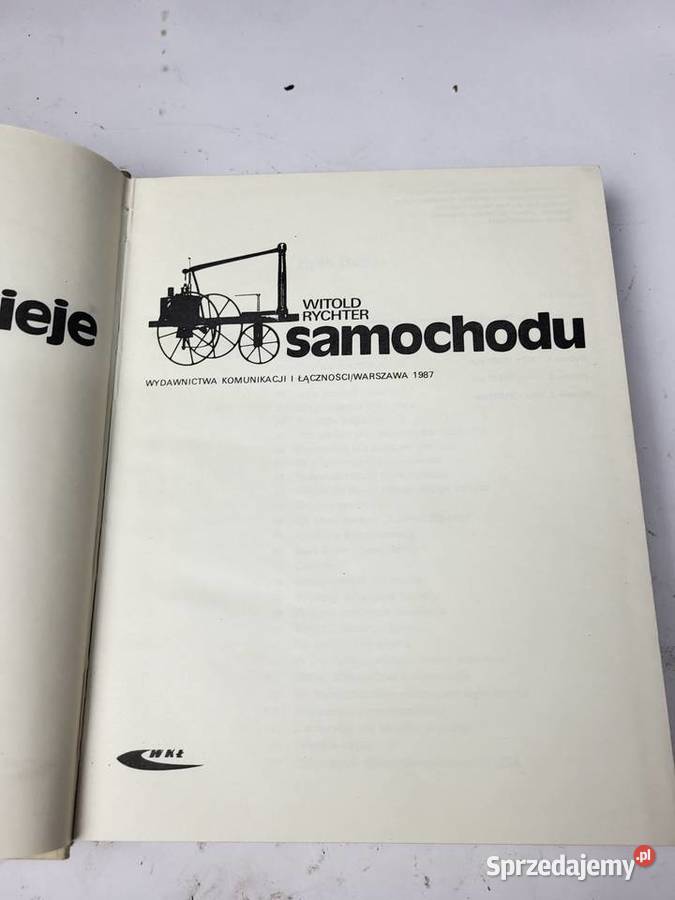 ieje
WITOLD
RYCHTER
samochodu
WYDAWNICTWA KOMUNIKACJI I ŁĄCZNOŚCI/WARSZAWA 1987
WKŁ
Sprzedajemy.pl